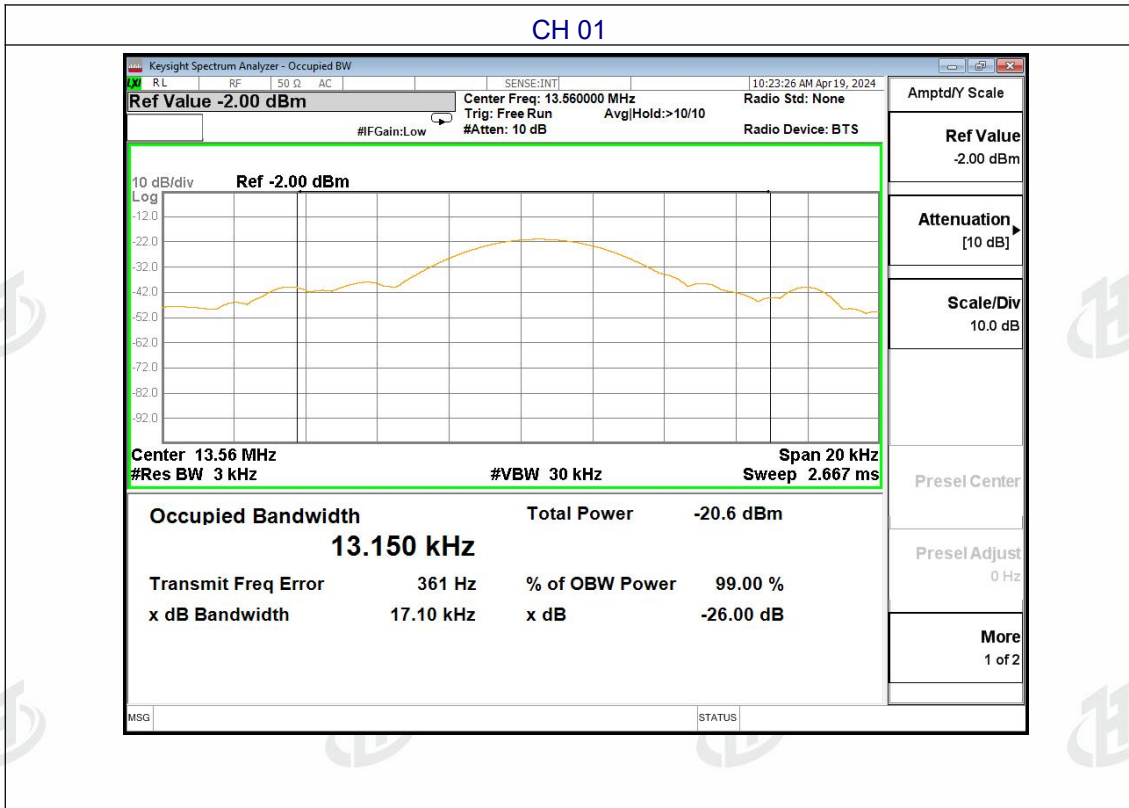 CH 01
Keysight Spectrum Analyzer - Occupied BW
LXI RL RF 50 Ω AC SENSE:INT 10:23:26 AM Apr 19, 2024
Ref Value -2.00 dBm
Center Freq: 13.560000 MHz
Radio Std: None
Trig: Free Run
Avg|Hold:>10/10
#IFGain:Low
#Atten: 10 dB
Radio Device: BTS
10 dB/div
Ref -2.00 dBm
Log
-12.0
-22.0
-32.0
-42.0
-52.0
-62.0
-72.0
-82.0
-92.0
Center 13.56 MHz
Span 20 kHz
#Res BW 3 kHz
#VBW 30 kHz
Sweep 2.667 ms
Occupied Bandwidth
13.150 kHz
Total Power -20.6 dBm
Transmit Freq Error 361 Hz
% of OBW Power 99.00 %
x dB Bandwidth 17.10 kHz
x dB -26.00 dB
MSG
STATUS
Amptd/Y Scale
Ref Value
-2.00 dBm
Attenuation
[10 dB]
Scale/Div
10.0 dB
Presel Center
Presel Adjust
0 Hz
More
1 of 2